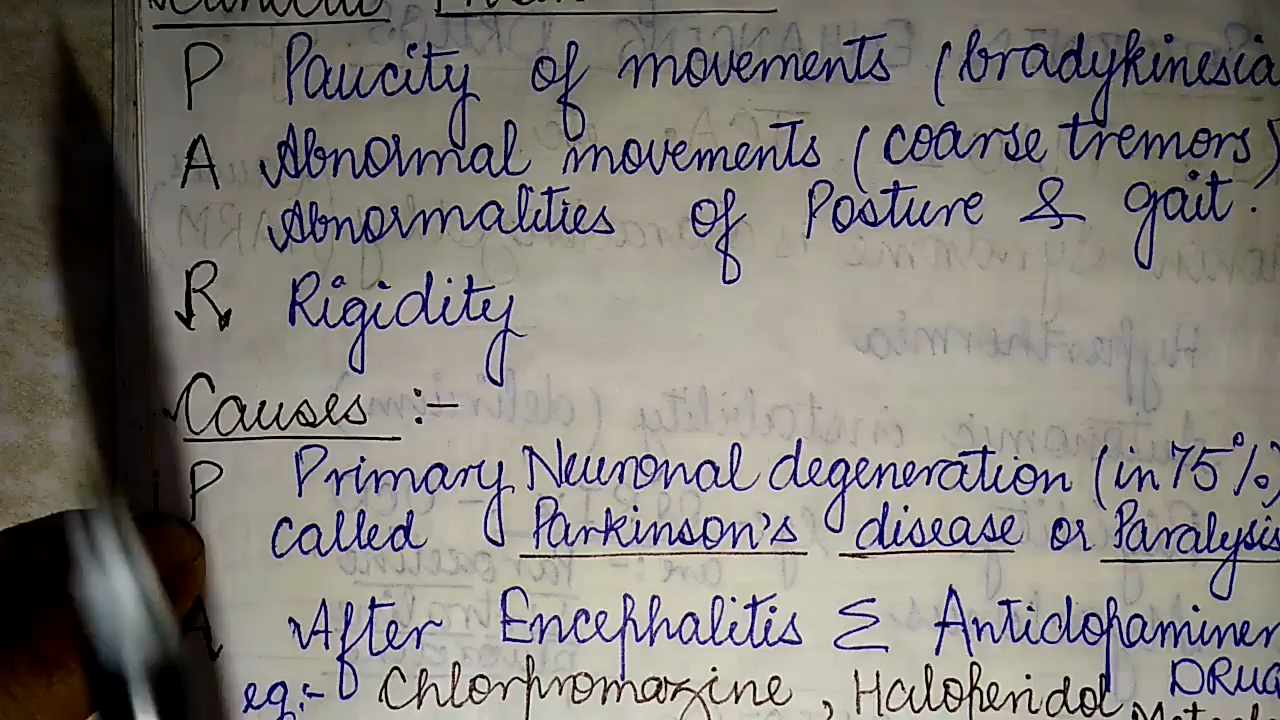 P Paucity of movements (bradykinesia
A Abnormal movements (coarse tremors)
Abnormalities of Posture & gait.
R Rigidity
Causes :-
P Primary Neuronal degeneration (in 75%)
called Parkinson's disease or Paralysis
A After Encephalitis Σ Antidopaminer
eg:- Chlorpromazine, Haloperidol, DRUG